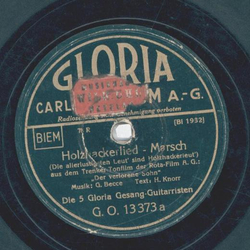 GLORIA
CARL LINDSTRÖM A.-G.
BIEM
[BI 1932]
Holzhackerlied - Marsch
(Die allerlustigsten Leut' sind Holzhackerleut')
aus dem Trenker-Tonfilm der Rota-Film A.G.:
"Der verlorene Sohn"
Musik: G. Becce Text: H. Knorr
Die 5 Gloria Gesang-Guitarristen
G. O. 13373 a